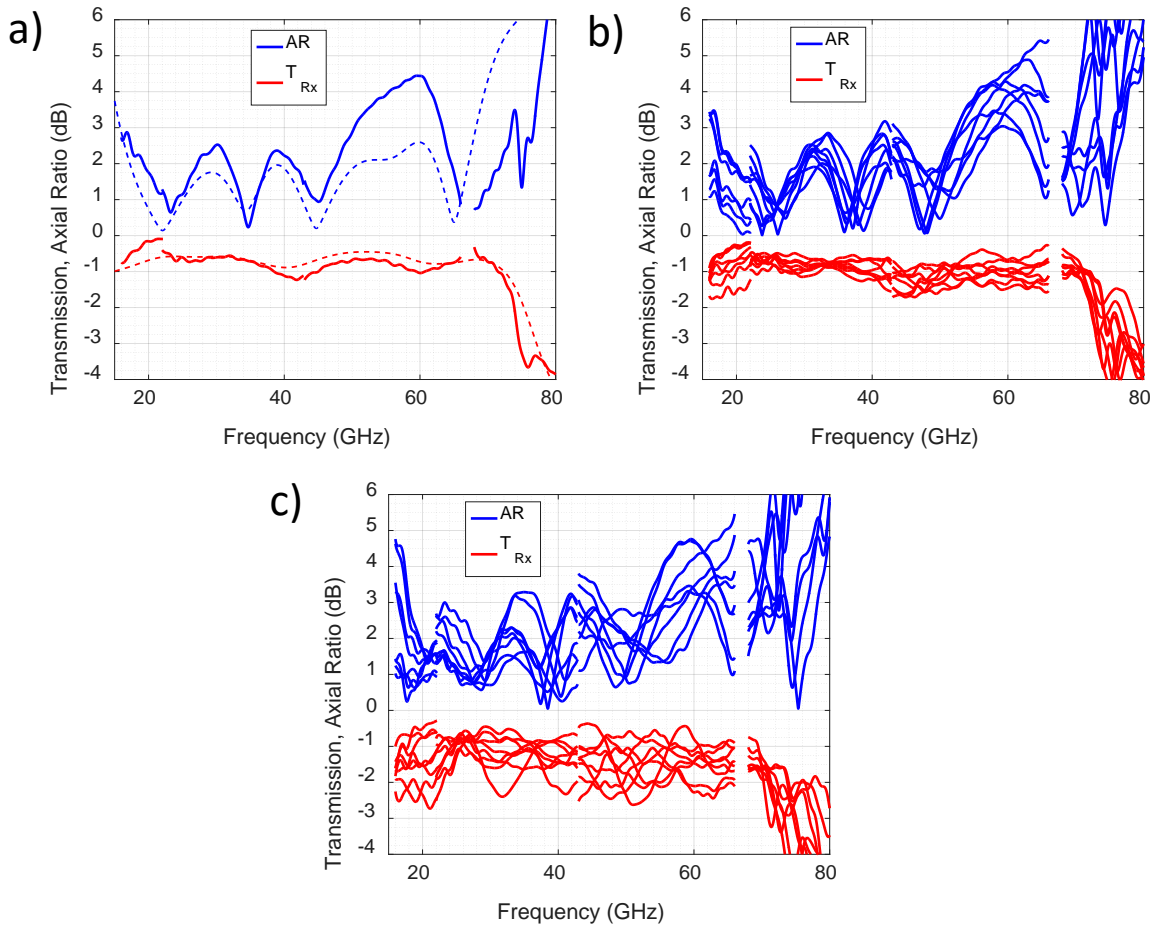 a)
AR
T Rx
6
5
4
3
2
1
0
-1
-2
-3
-4
Transmission, Axial Ratio (dB)
20 40 60 80
Frequency (GHz)
b)
AR
T Rx
6
5
4
3
2
1
0
-1
-2
-3
-4
Transmission, Axial Ratio (dB)
20 40 60 80
Frequency (GHz)
c)
AR
T Rx
6
5
4
3
2
1
0
-1
-2
-3
-4
Transmission, Axial Ratio (dB)
20 40 60 80
Frequency (GHz)